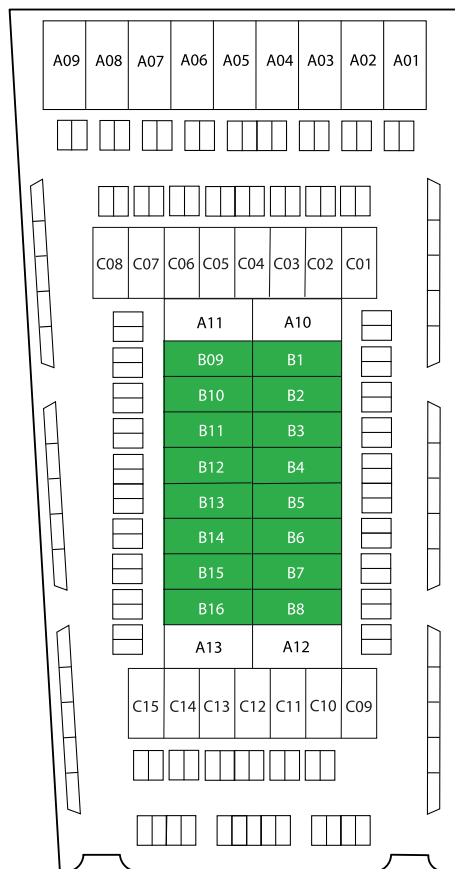 A09 A08 A07 A06 A05 A04 A03 A02 A01
C08 C07 C06 C05 C04 C03 C02 C01
A11 A10
B09 B1
B10 B2
B11 B3
B12 B4
B13 B5
B14 B6
B15 B7
B16 B8
A13 A12
C15 C14 C13 C12 C11 C10 C09